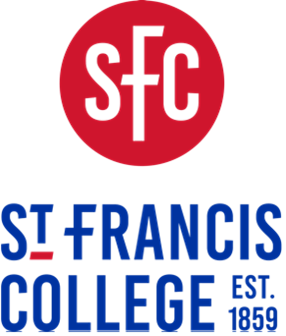 SFC
ST FRANCIS
COLLEGE EST.
1859